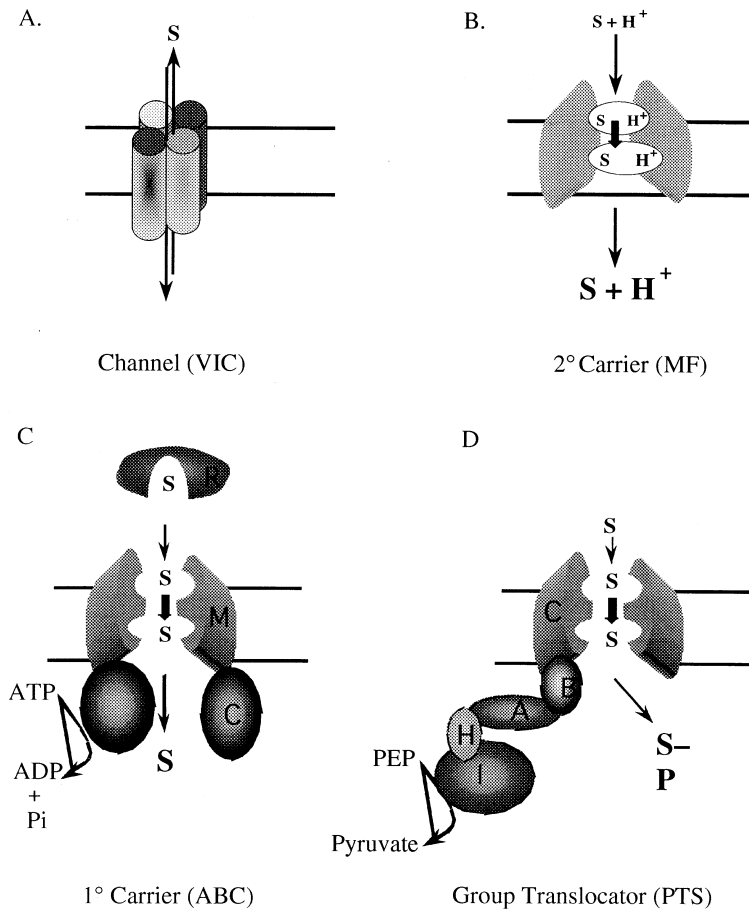 A.
S
Channel (VIC)
B.
S + H+
S H+
S H+
S + H+
2° Carrier (MF)
C
R
S
S
M
S
C
ATP
ADP
+
Pi
S
1° Carrier (ABC)
D
S
S
C
S
B
A
H
I
PEP
Pyruvate
S–
P
Group Translocator (PTS)